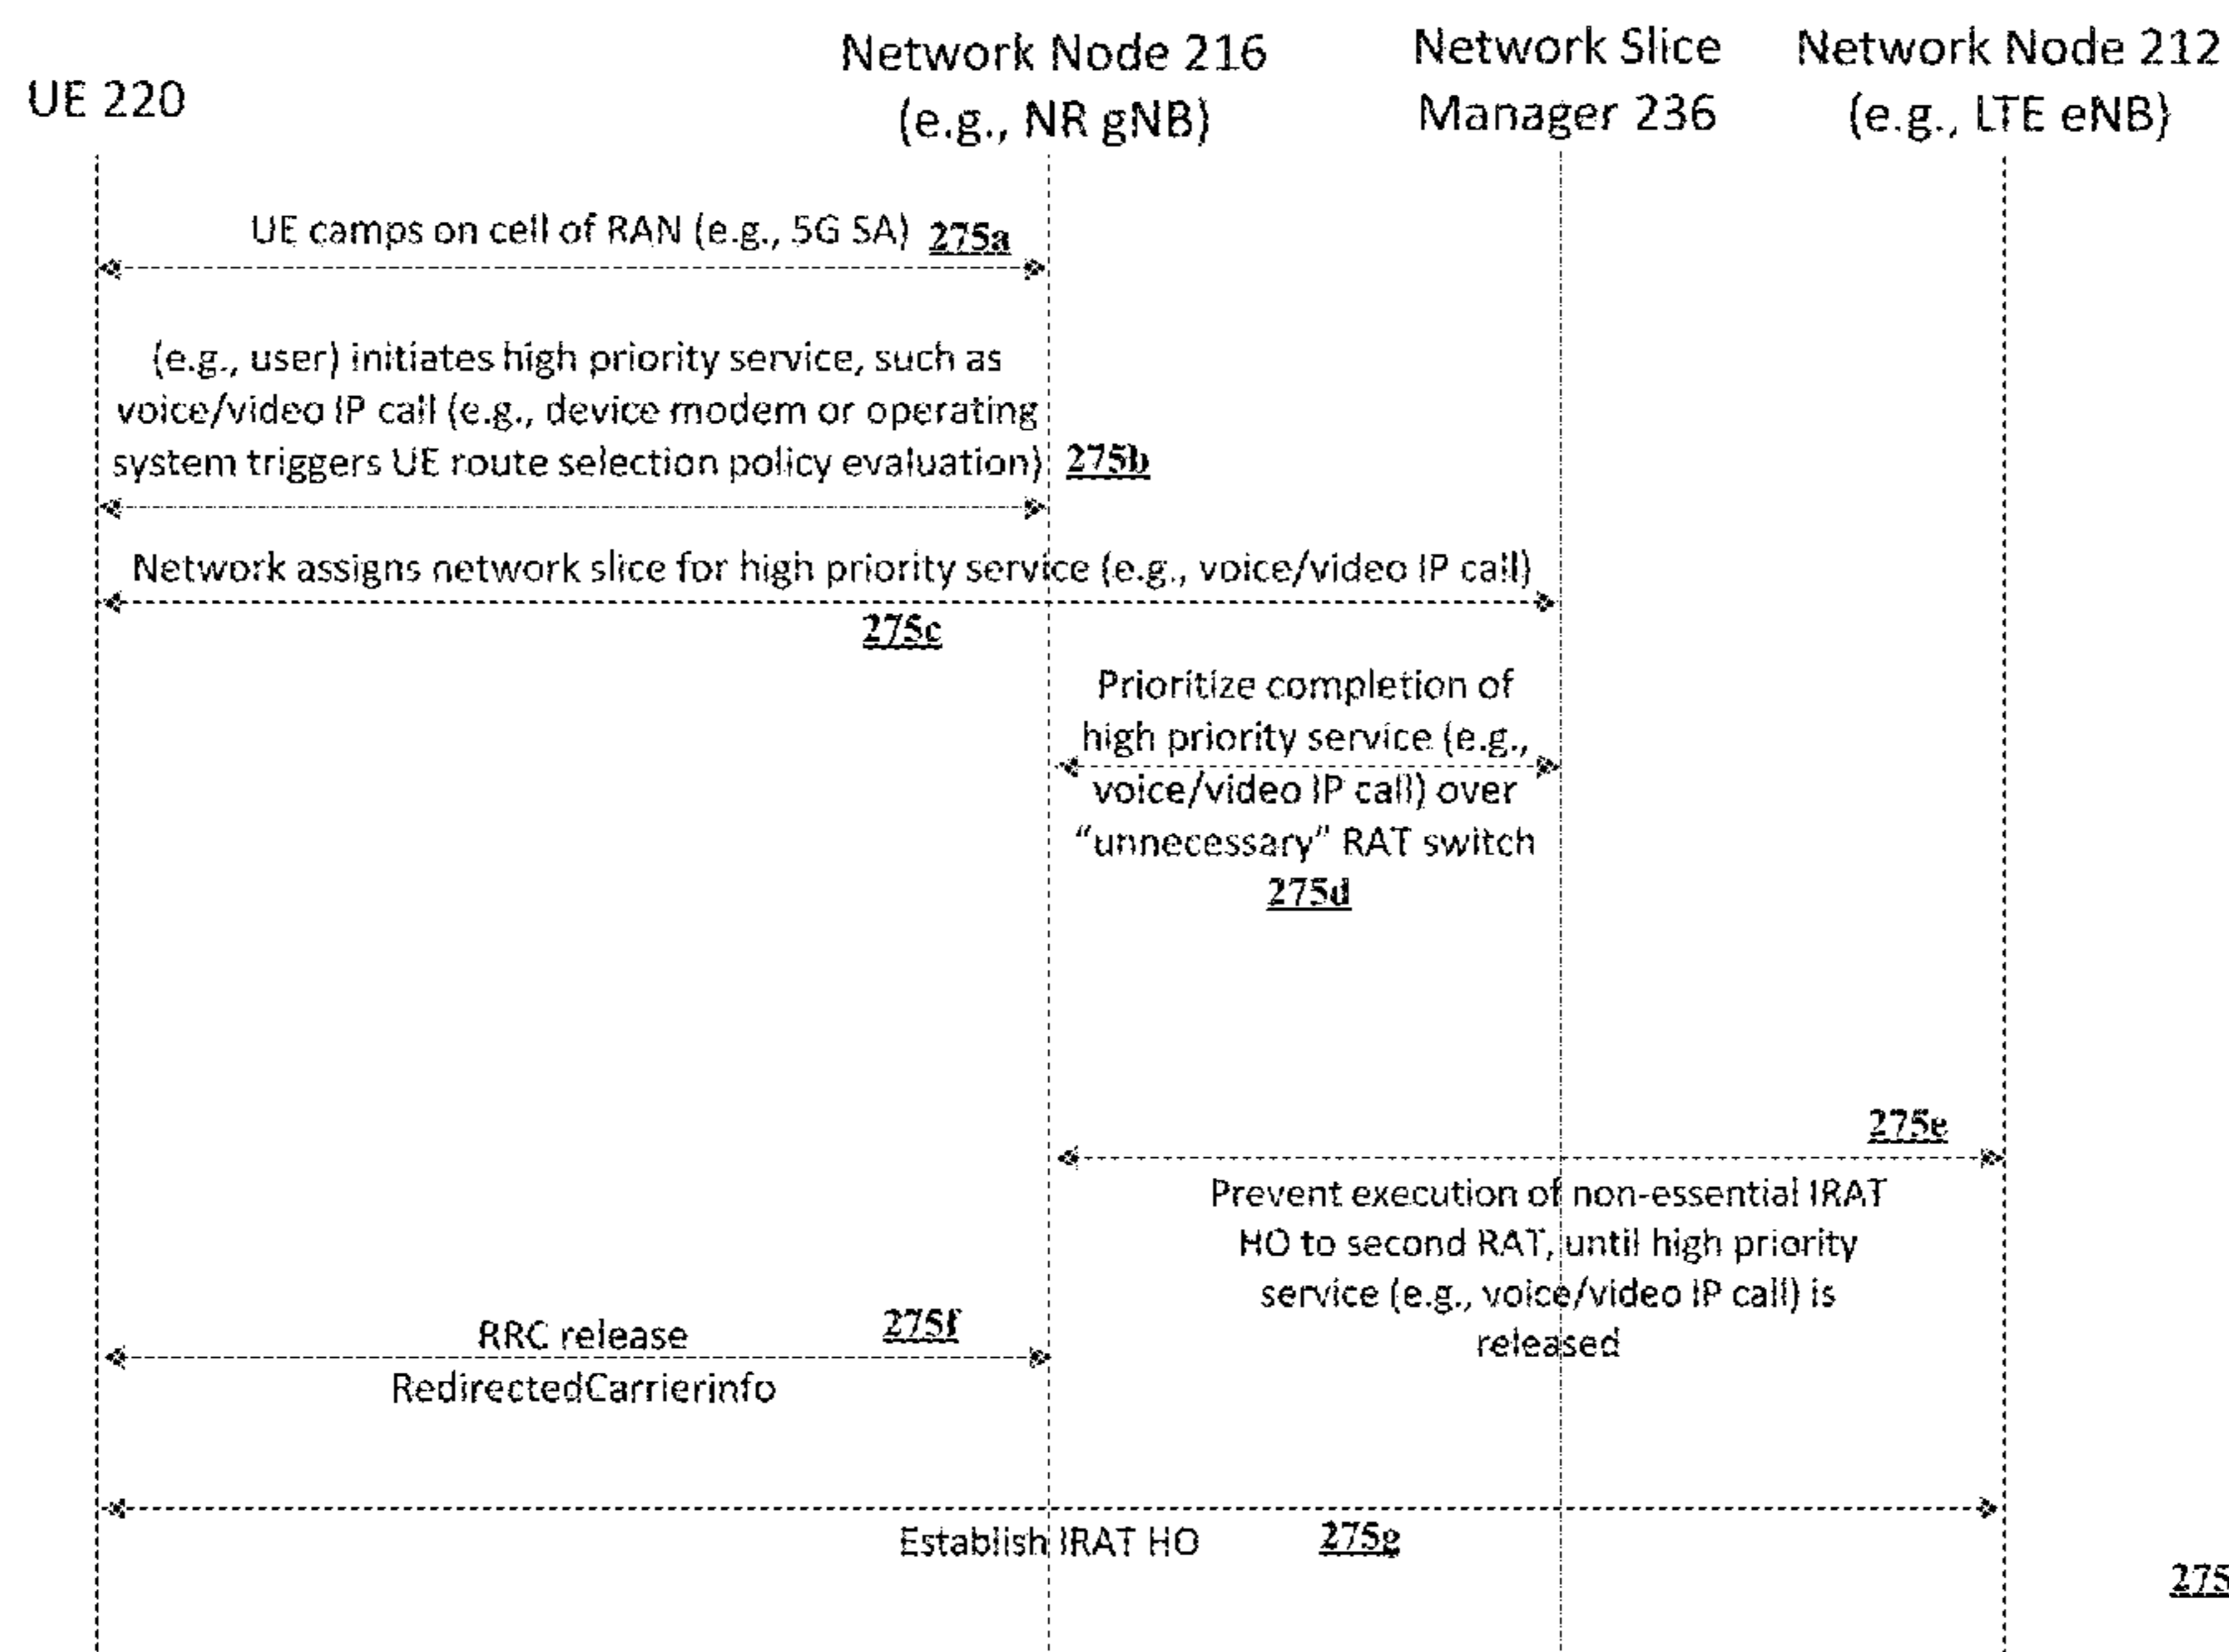 UE 220
Network Node 216
(e.g., NR gNB)
Network Slice
Manager 236
Network Node 212
(e.g., LTE eNB)
UE camps on cell of RAN (e.g., 5G SA) 275a
(e.g., user) initiates high priority service, such as
voice/video IP call (e.g., device modem or operating
system triggers UE route selection policy evaluation) 275b
Network assigns network slice for high priority service (e.g., voice/video IP call)
275c
Prioritize completion of
high priority service (e.g.,
voice/video IP call) over
“unnecessary” RAT switch
275d
275e
Prevent execution of non-essential IRAT
HO to second RAT, until high priority
service (e.g., voice/video IP call) is
released
RRC release 275f
RedirectedCarrierinfo
Establish IRAT HO 275g
275